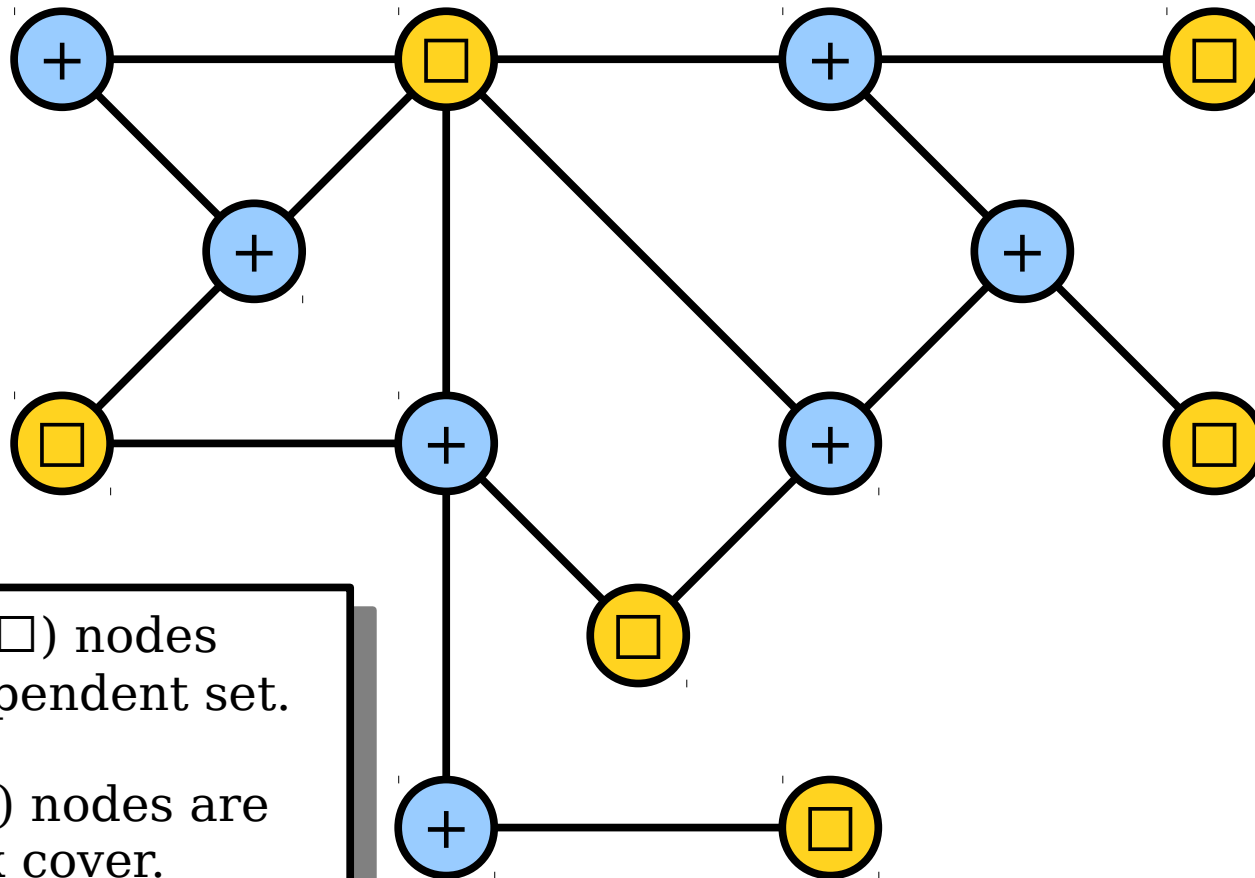 + □ + □
+ +
□ + + □
□
+ □
□) nodes
pendent set.
) nodes are
cover.